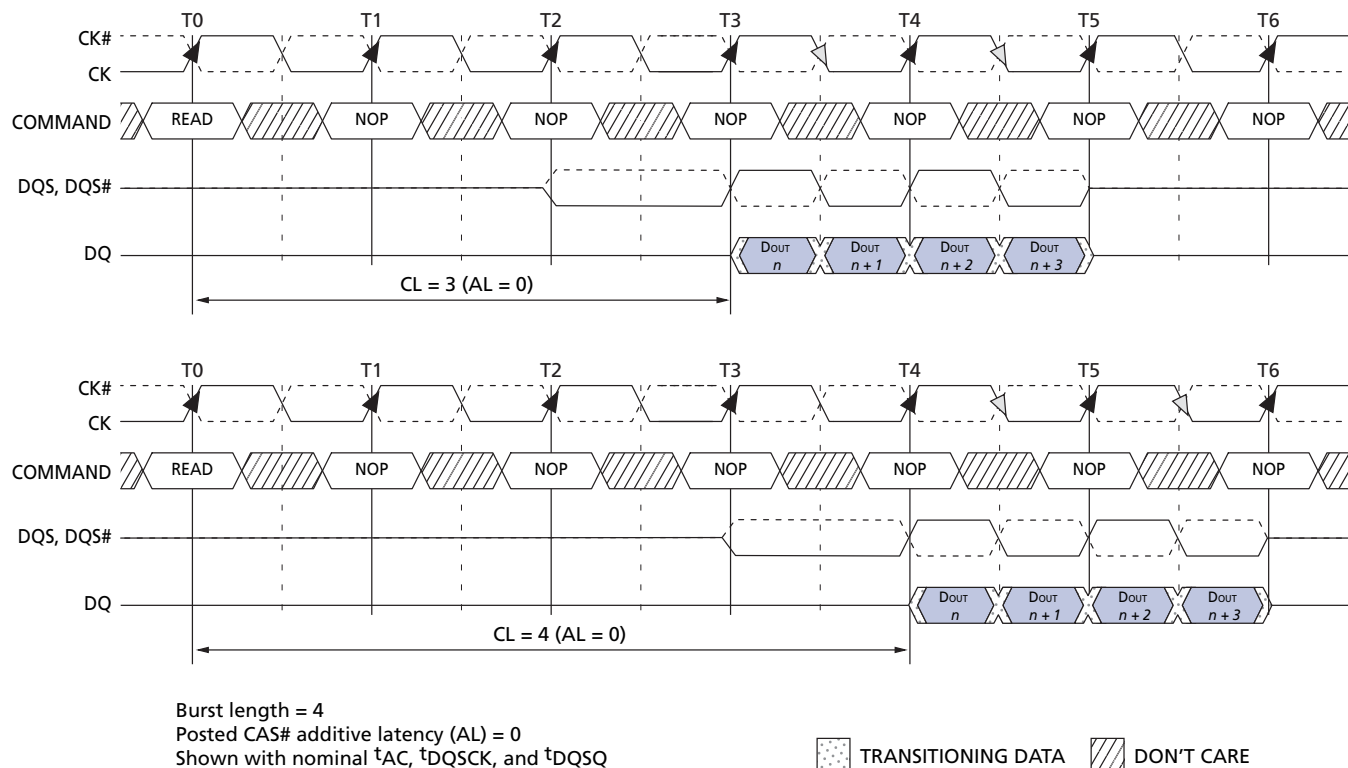 T0 T1 T2 T3 T4 T5 T6
CK#
CK
COMMAND READ NOP NOP NOP NOP NOP NOP
DQS, DQS#
DQ DOUT n DOUT n + 1 DOUT n + 2 DOUT n + 3
CL = 3 (AL = 0)
T0 T1 T2 T3 T4 T5 T6
CK#
CK
COMMAND READ NOP NOP NOP NOP NOP NOP
DQS, DQS#
DQ DOUT n DOUT n + 1 DOUT n + 2 DOUT n + 3
CL = 4 (AL = 0)
Burst length = 4
Posted CAS# additive latency (AL) = 0
Shown with nominal tAC, tDQSCK, and tDQSQ
TRANSITIONING DATA DON'T CARE